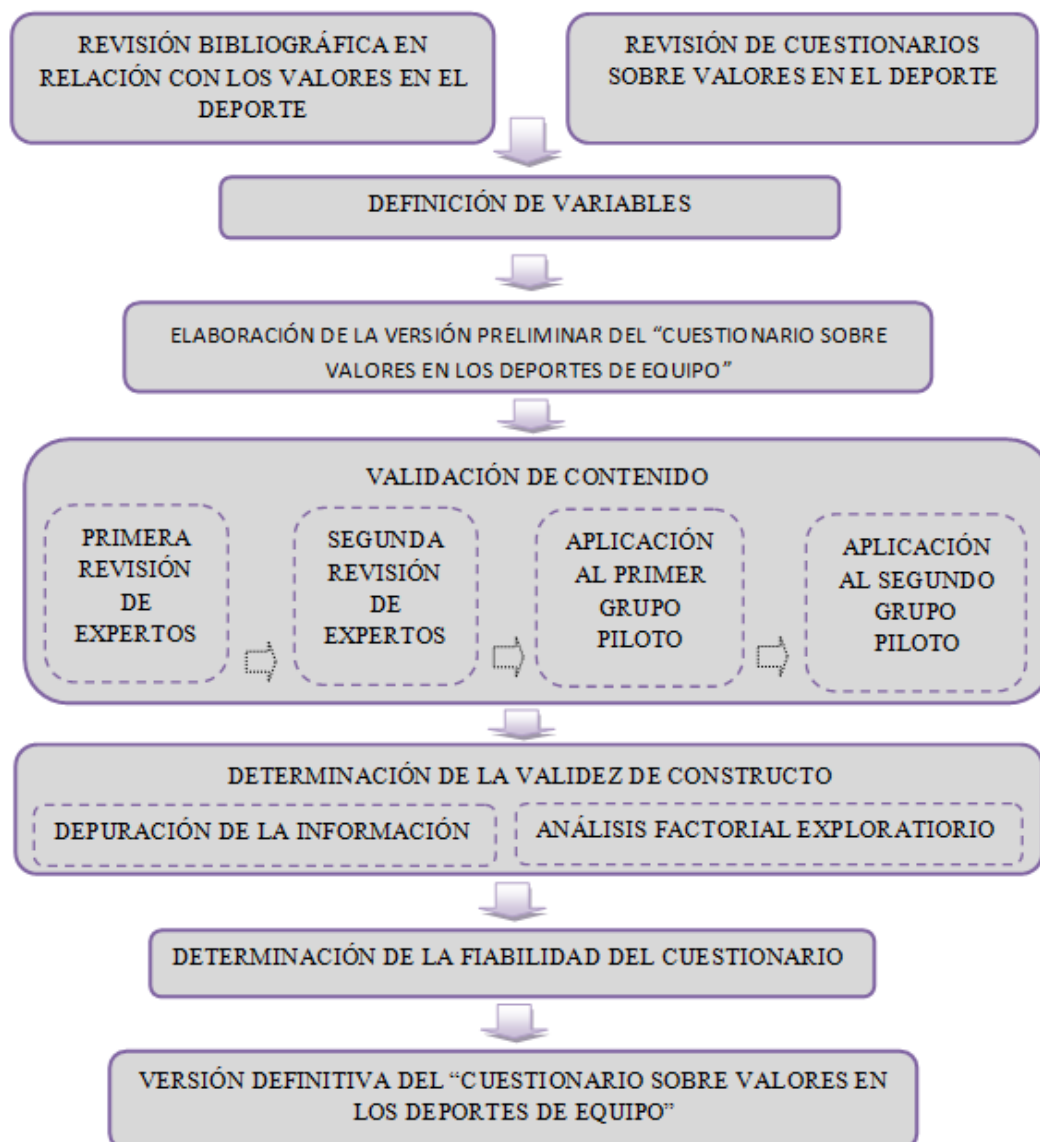 REVISIÓN BIBLIOGRÁFICA EN
RELACIÓN CON LOS VALORES EN EL
DEPORTE
REVISIÓN DE CUESTIONARIOS
SOBRE VALORES EN EL DEPORTE
DEFINICIÓN DE VARIABLES
ELABORACIÓN DE LA VERSIÓN PRELIMINAR DEL “CUESTIONARIO SOBRE
VALORES EN LOS DEPORTES DE EQUIPO”
VALIDACIÓN DE CONTENIDO
PRIMERA
REVISIÓN
DE
EXPERTOS
SEGUNDA
REVISIÓN
DE
EXPERTOS
APLICACIÓN
AL PRIMER
GRUPO
PILOTO
APLICACIÓN
AL SEGUNDO
GRUPO
PILOTO
DETERMINACIÓN DE LA VALIDEZ DE CONSTRUCTO
DEPURACIÓN DE LA INFORMACIÓN
ANÁLISIS FACTORIAL EXPLORATIORIO
DETERMINACIÓN DE LA FIABILIDAD DEL CUESTIONARIO
VERSIÓN DEFINITIVA DEL “CUESTIONARIO SOBRE VALORES EN
LOS DEPORTES DE EQUIPO”